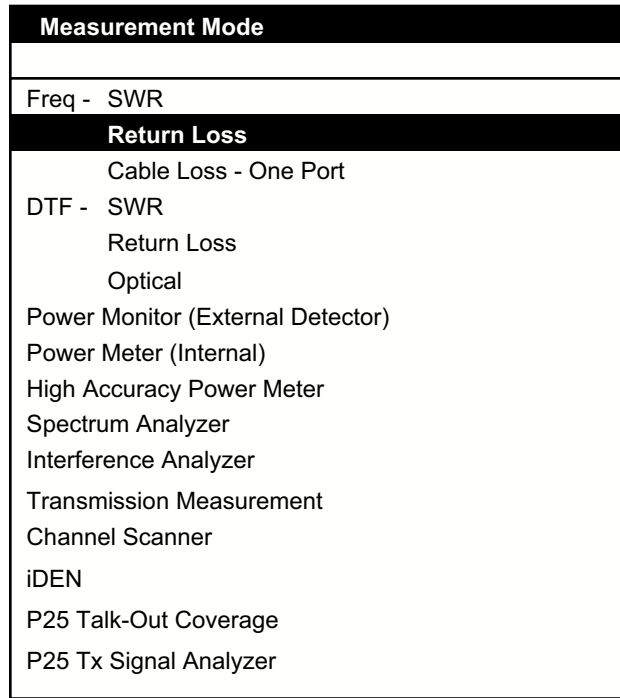 Measurement Mode
Freq - SWR
Return Loss
Cable Loss - One Port
DTF - SWR
Return Loss
Optical
Power Monitor (External Detector)
Power Meter (Internal)
High Accuracy Power Meter
Spectrum Analyzer
Interference Analyzer
Transmission Measurement
Channel Scanner
iDEN
P25 Talk-Out Coverage
P25 Tx Signal Analyzer